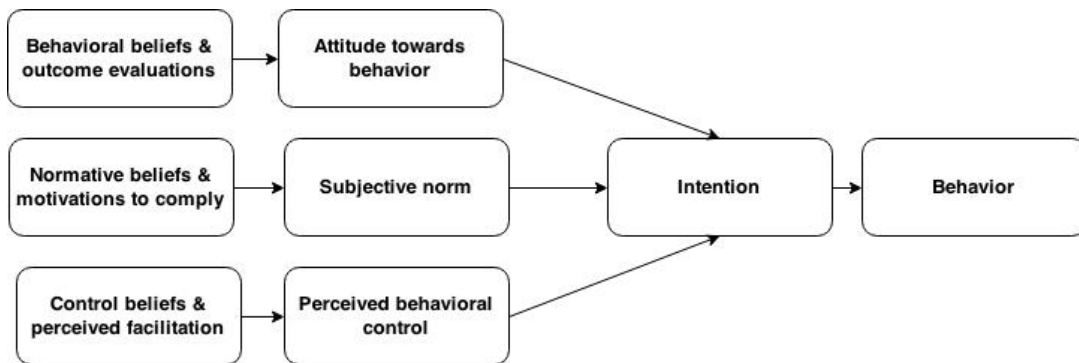 Behavioral beliefs &
outcome evaluations
Attitude towards
behavior
Normative beliefs &
motivations to comply
Subjective norm
Intention
Behavior
Control beliefs &
perceived facilitation
Perceived behavioral
control